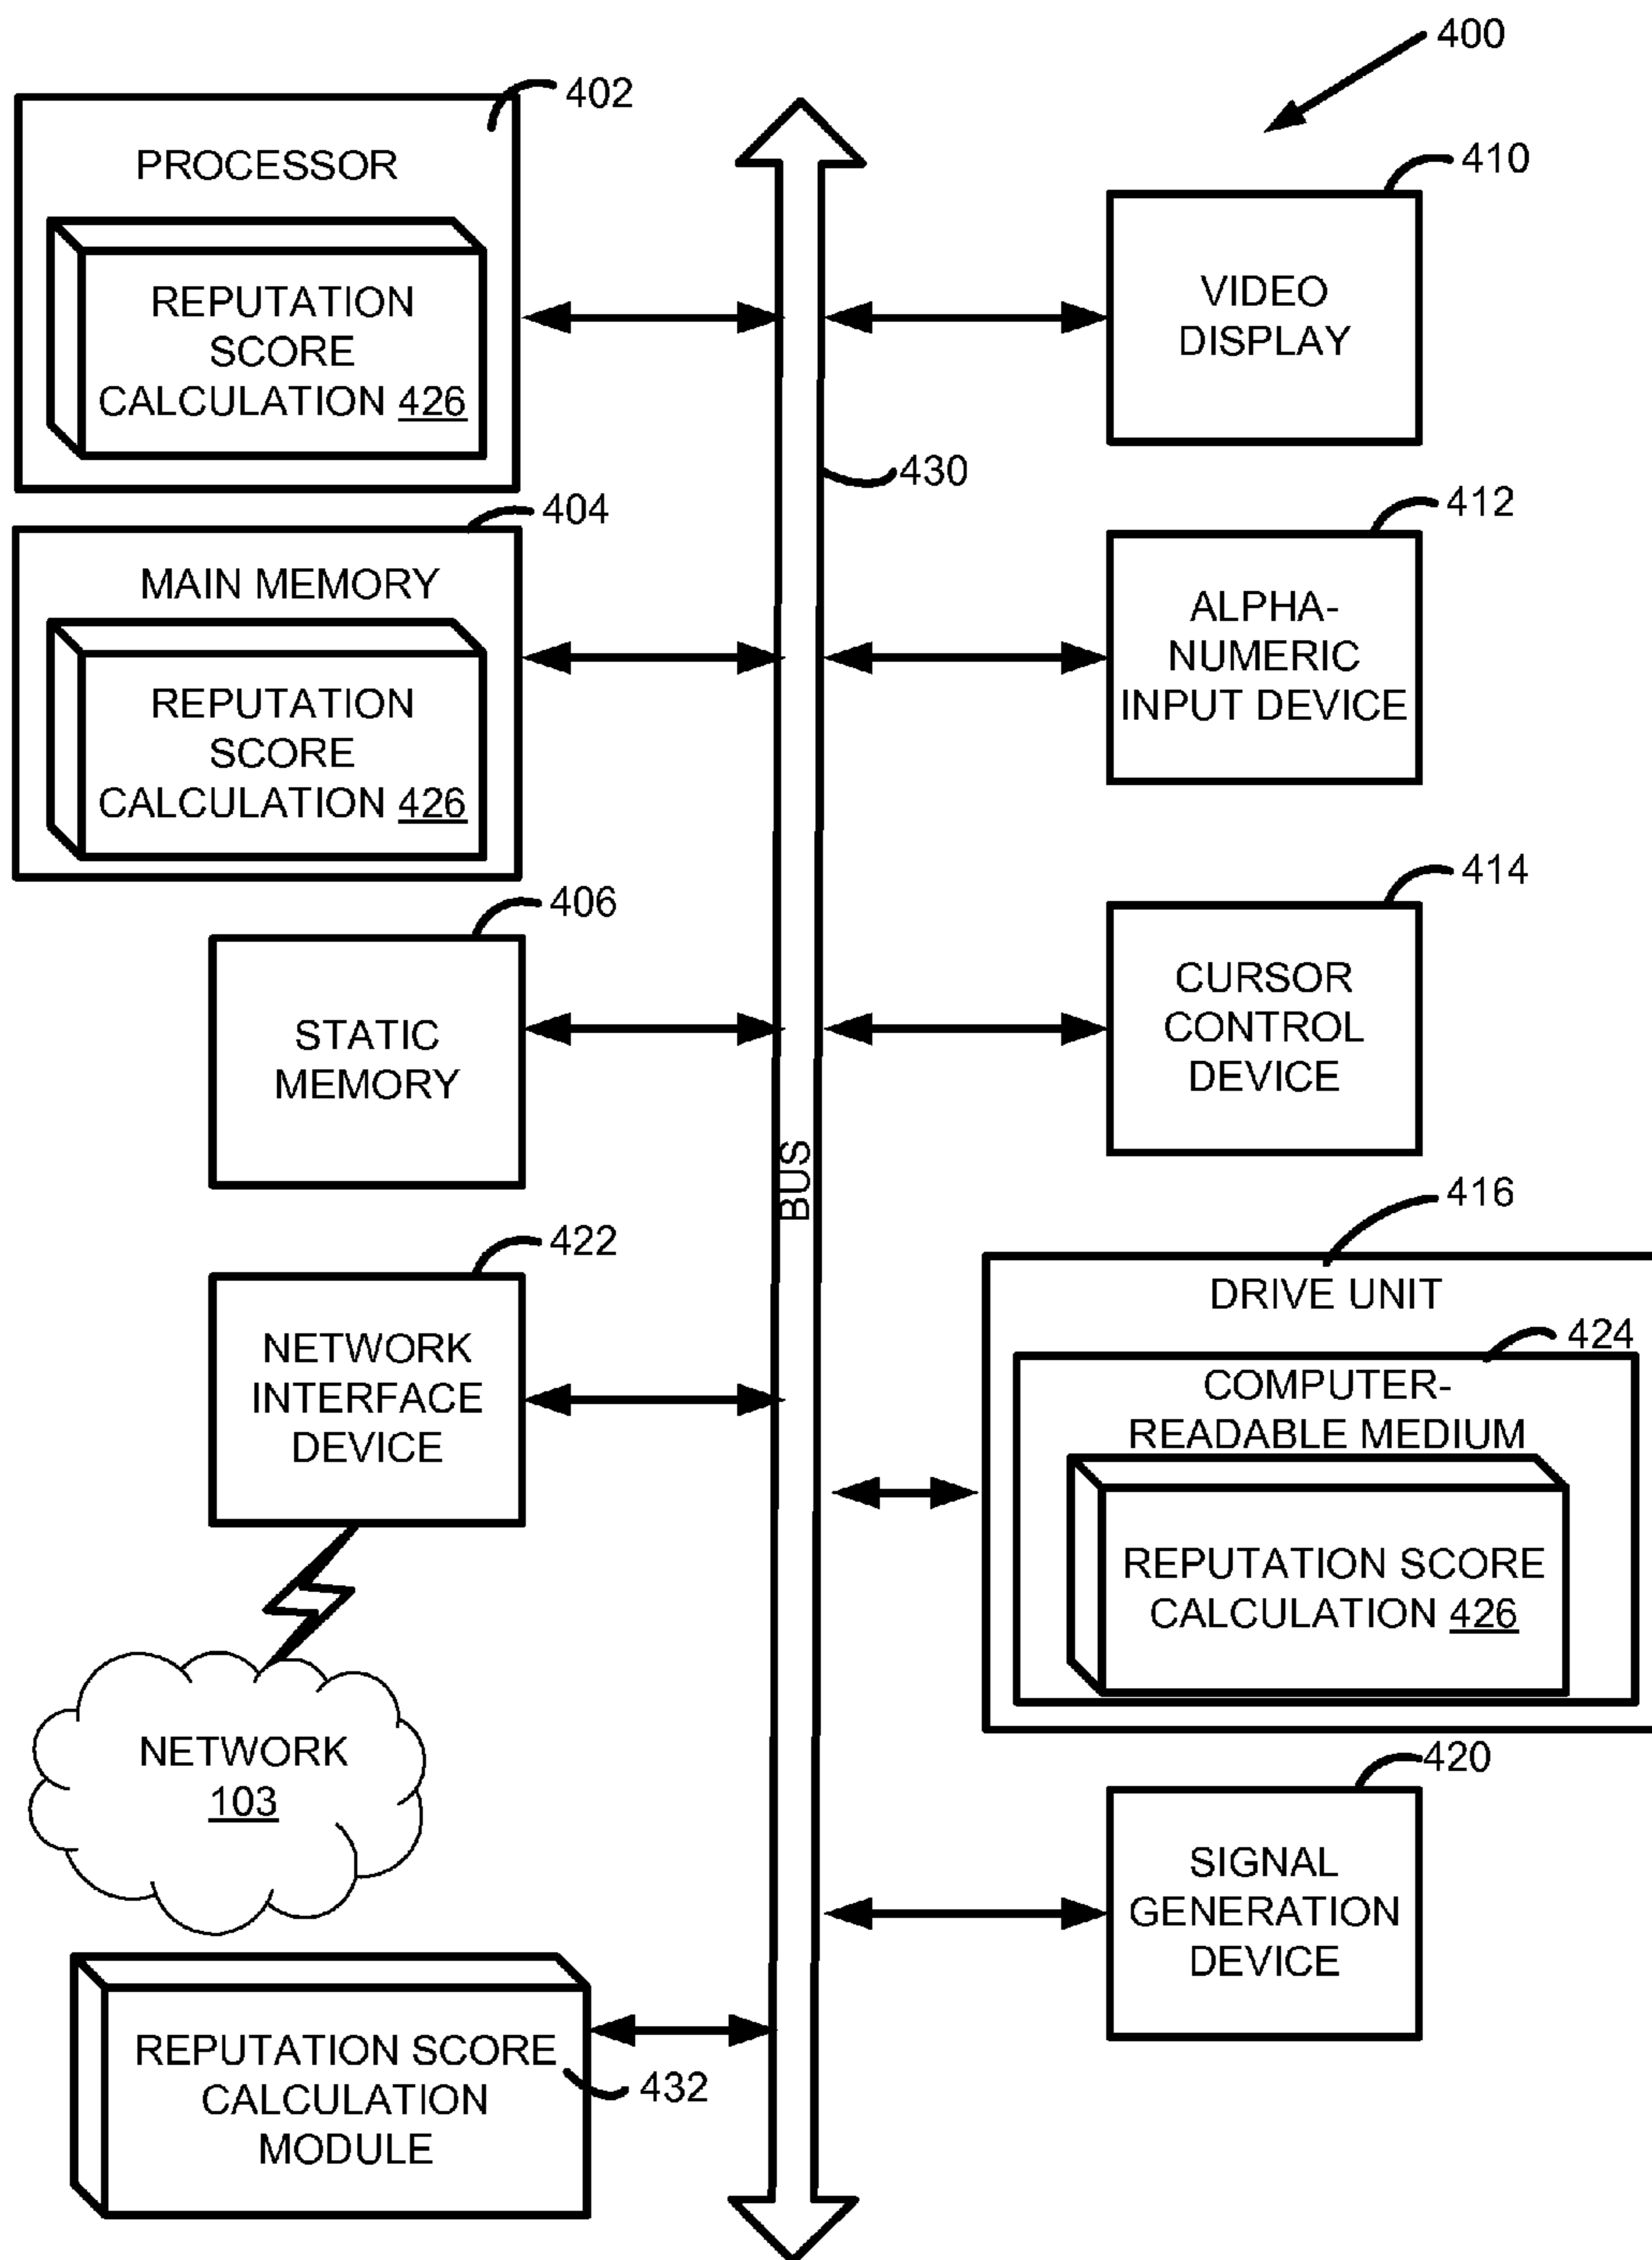 400
402
PROCESSOR
REPUTATION
SCORE
CALCULATION 426
410
VIDEO
DISPLAY
430
404
MAIN MEMORY
REPUTATION
SCORE
CALCULATION 426
412
ALPHA-
NUMERIC
INPUT DEVICE
406
STATIC
MEMORY
414
CURSOR
CONTROL
DEVICE
BUS
422
NETWORK
INTERFACE
DEVICE
416
DRIVE UNIT
424
COMPUTER-
READABLE MEDIUM
REPUTATION SCORE
CALCULATION 426
NETWORK
103
420
SIGNAL
GENERATION
DEVICE
REPUTATION SCORE
CALCULATION
MODULE
432